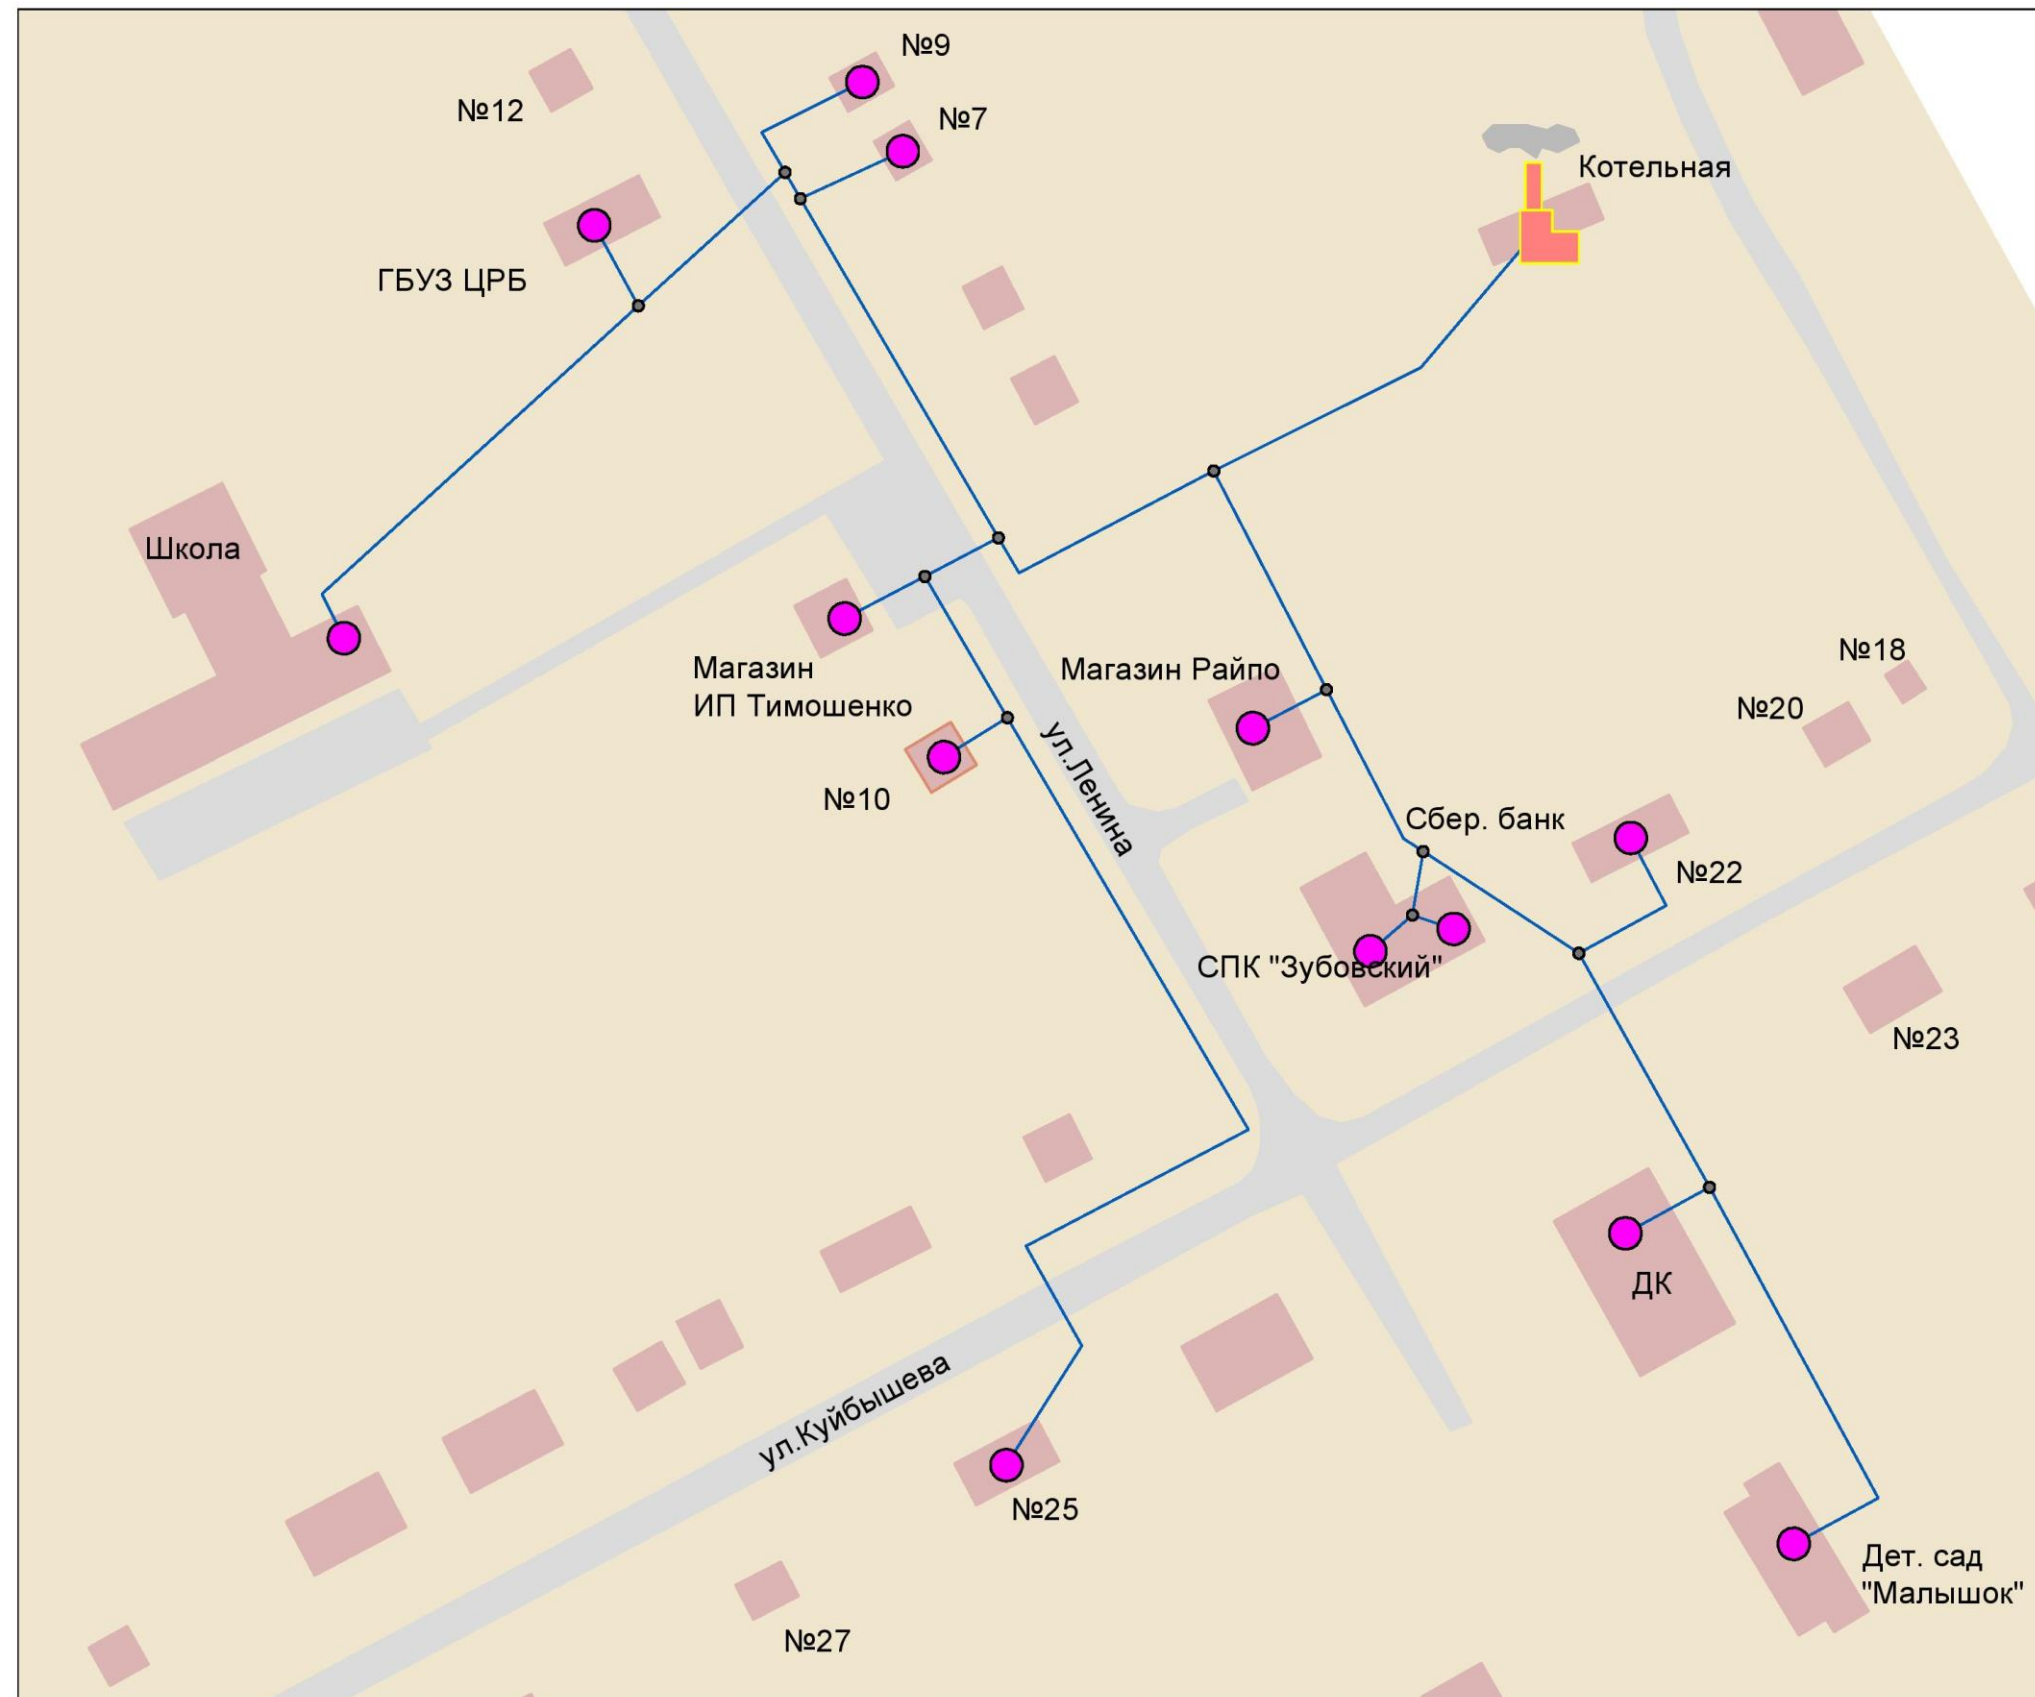 №9
№12
№7
Котельная
ГБУЗ ЦРБ
Школа
Магазин
ИП Тимошенко
Магазин Райпо
№18
№20
ул.Ленина
№10
Сбер. банк
№22
СПК "Зубовский"
№23
ДК
ул.Куйбышева
№25
Дет. сад
"Малышок"
№27